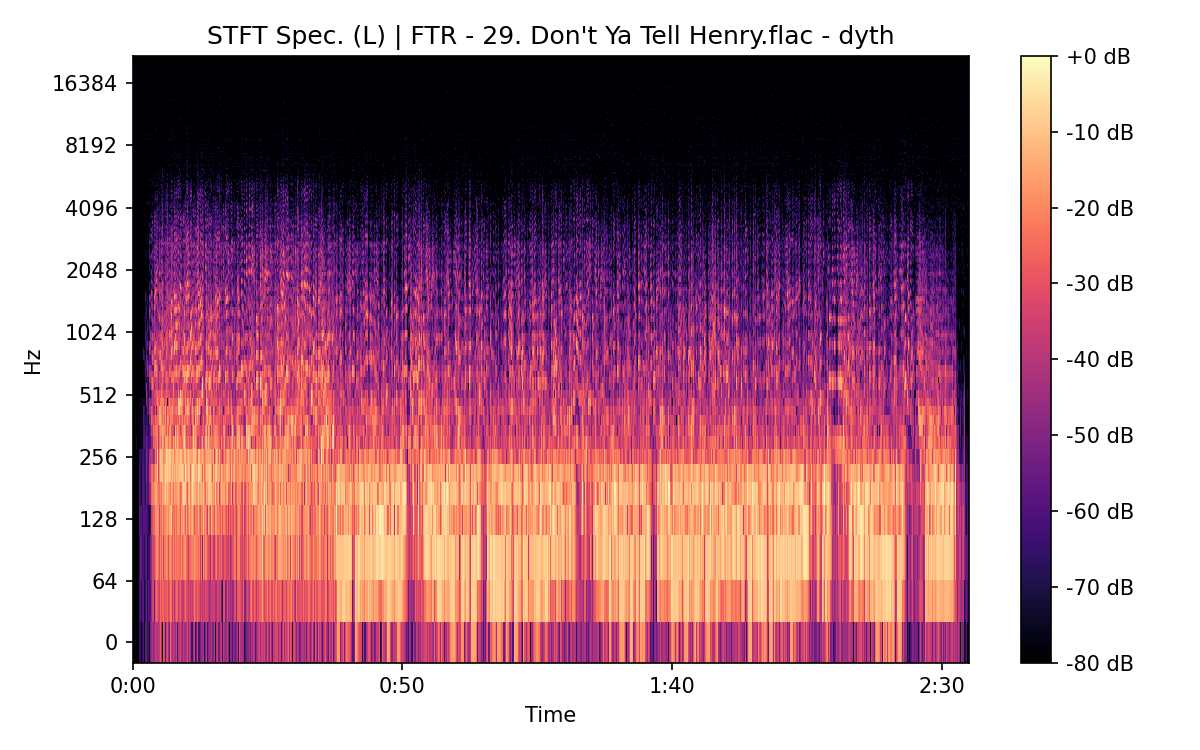 STFT Spec. (L) | FTR - 29. Don't Ya Tell Henry.flac - dyth
16384
8192
4096
2048
1024
512
256
128
64
0
Hz
0:00
0:50
1:40
2:30
Time
+0 dB
-10 dB
-20 dB
-30 dB
-40 dB
-50 dB
-60 dB
-70 dB
-80 dB